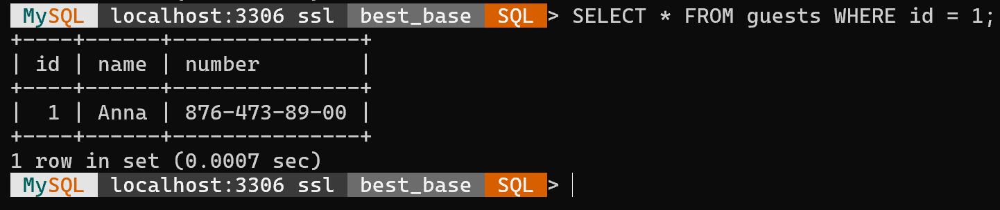 MySQL localhost:3306 ssl best_base SQL > SELECT * FROM guests WHERE id = 1;
+----+------+---------------+
| id | name | number        |
+----+------+---------------+
|  1 | Anna | 876-473-89-00 |
+----+------+---------------+
1 row in set (0.0007 sec)
MySQL localhost:3306 ssl best_base SQL >